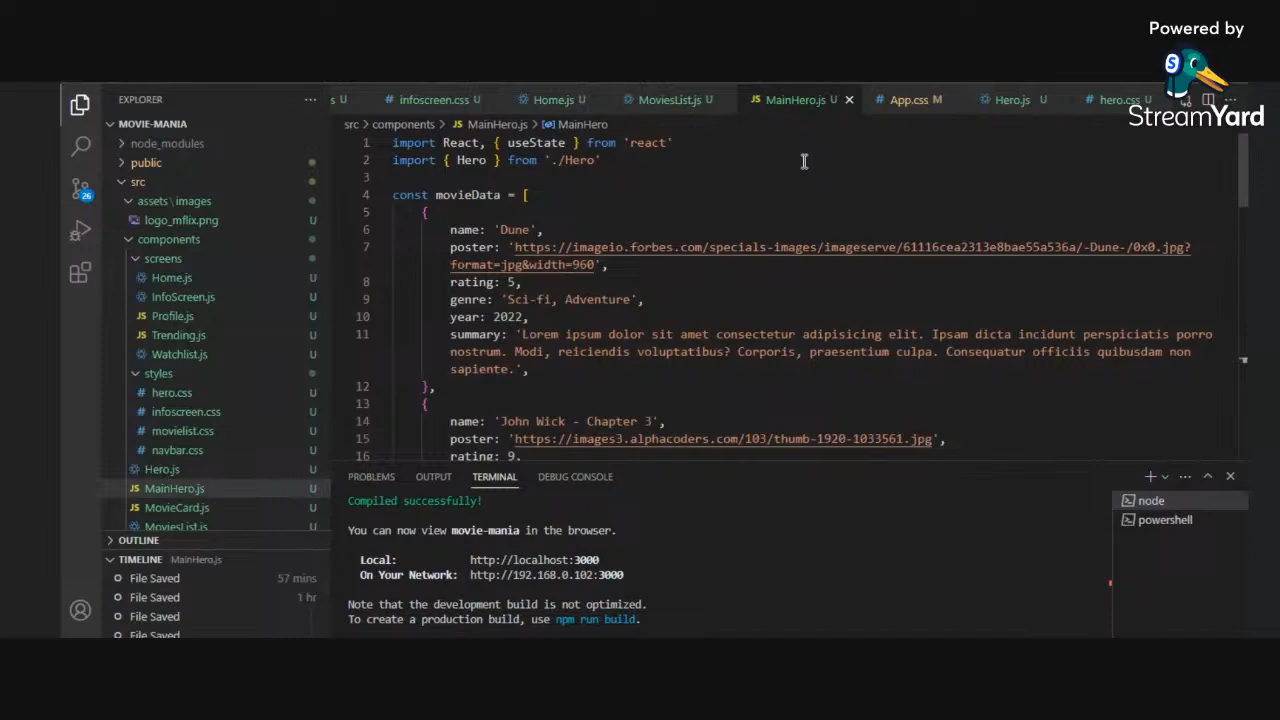 Powered by
StreamYard
EXPLORER
MOVIE-MANIA
node_modules
public
src
assets\images
logo_mflix.png U
components
screens
Home.js U
InfoScreen.js U
Profile.js U
Trending.js U
Watchlist.js U
styles
hero.css U
infoscreen.css U
movielist.css U
navbar.css U
Hero.js U
MainHero.js U
MovieCard.js U
MoviesList.js U
OUTLINE
TIMELINE MainHero.js
File Saved 57 mins
File Saved 1 hr
File Saved
File Saved
26
s U # infoscreen.css U Home.js U MoviesList.js U JS MainHero.js U # App.css M Hero.js U # hero.css U
src > components > JS MainHero.js > MainHero
1 import React, { useState } from 'react'
2 import { Hero } from './Hero'
3
4 const movieData = [
5 {
6 name: 'Dune',
7 poster: 'https://imageio.forbes.com/specials-images/imageserve/61116cea2313e8bae55a536a/-Dune-/0x0.jpg?
format=jpg&width=960',
8 rating: 5,
9 genre: 'Sci-fi, Adventure',
10 year: 2022,
11 summary: 'Lorem ipsum dolor sit amet consectetur adipisicing elit. Ipsam dicta incidunt perspiciatis porro
nostrum. Modi, reiciendis voluptatibus? Corporis, praesentium culpa. Consequatur officiis quibusdam non
sapiente.',
12 },
13 {
14 name: 'John Wick - Chapter 3',
15 poster: 'https://images3.alphacoders.com/103/thumb-1920-1033561.jpg',
16 rating: 9,
PROBLEMS OUTPUT TERMINAL DEBUG CONSOLE
Compiled successfully!
You can now view movie-mania in the browser.
Local: http://localhost:3000
On Your Network: http://192.168.0.102:3000
Note that the development build is not optimized.
To create a production build, use npm run build.
node
powershell